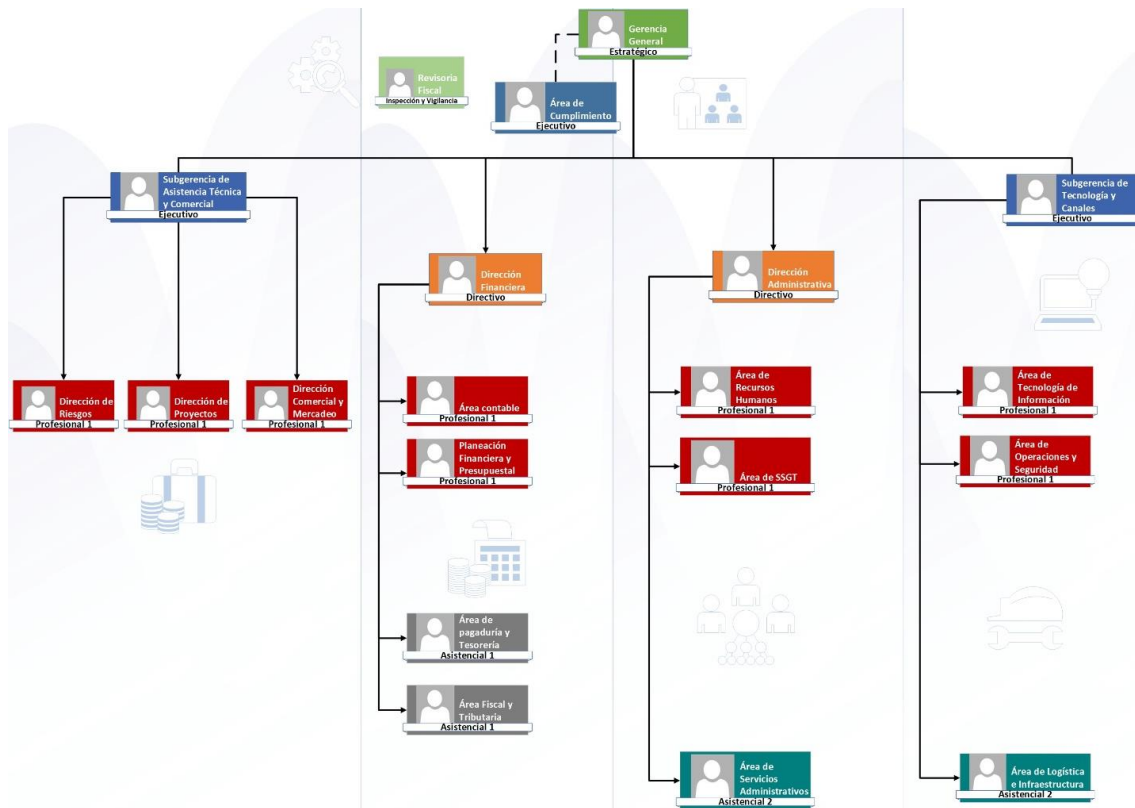 Gerencia
General
Estratégico
Revisoria
Fiscal
Inspección y Vigilancia
Área de
Cumplimiento
Ejecutivo
Subgerencia de
Asistencia Técnica
y Comercial
Ejecutivo
Subgerencia de
Tecnología y
Canales
Ejecutivo
Dirección
Financiera
Directivo
Dirección
Administrativa
Directivo
Dirección de
Riesgos
Profesional 1
Dirección de
Proyectos
Profesional 1
Dirección
Comercial y
Mercadeo
Profesional 1
Área contable
Profesional 1
Planeación
Financiera y
Presupuestal
Profesional 1
Área de
pagaduría y
Tesorería
Asistencial 1
Área Fiscal y
Tributaria
Asistencial 1
Área de
Recursos
Humanos
Profesional 1
Área de SSGT
Profesional 1
Área de
Servicios
Administrativos
Asistencial 2
Área de
Tecnología de
Información
Profesional 1
Área de
Operaciones y
Seguridad
Profesional 1
Área de Logística
e Infraestructura
Asistencial 2